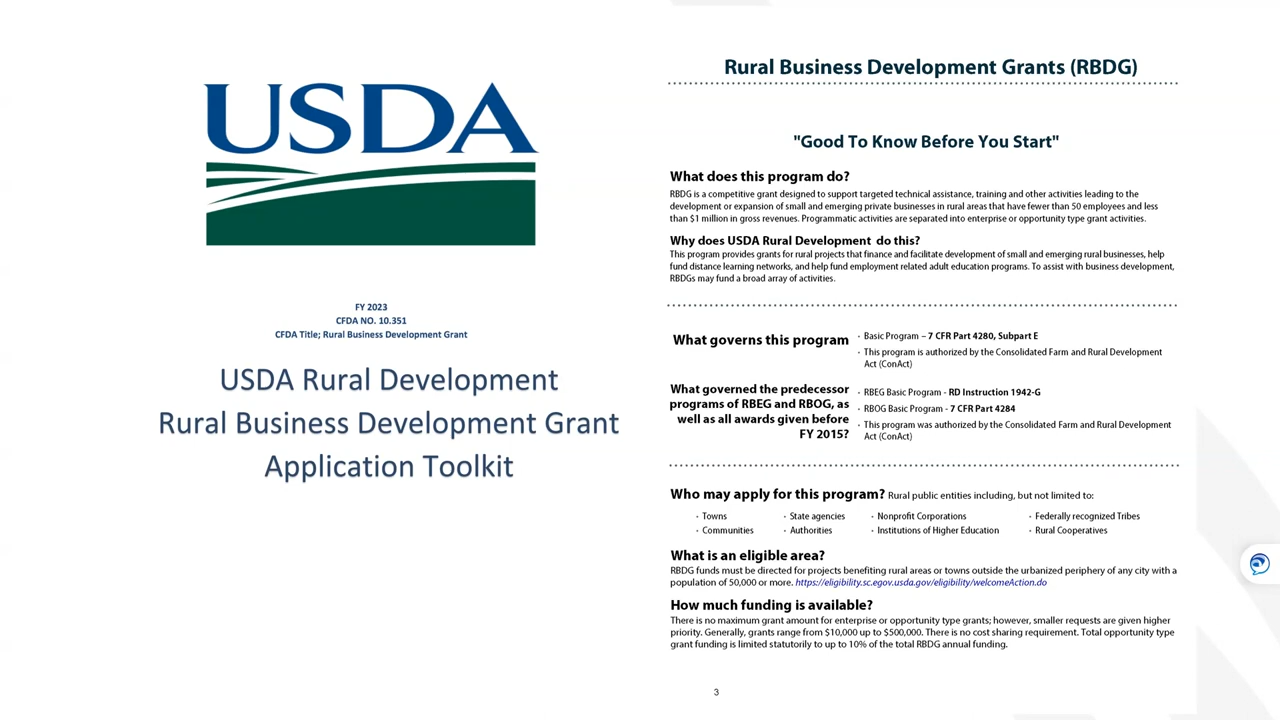 USDA
FY 2023
CFDA NO. 10.351
CFDA Title; Rural Business Development Grant
USDA Rural Development
Rural Business Development Grant
Application Toolkit
Rural Business Development Grants (RBDG)
"Good To Know Before You Start"
What does this program do?
RBDG is a competitive grant designed to support targeted technical assistance, training and other activities leading to the
development or expansion of small and emerging private businesses in rural areas that have fewer than 50 employees and less
than $1 million in gross revenues. Programmatic activities are separated into enterprise or opportunity type grant activities.
Why does USDA Rural Development do this?
This program provides grants for rural projects that finance and facilitate development of small and emerging rural businesses, help
fund distance learning networks, and help fund employment related adult education programs. To assist with business development,
RBDGs may fund a broad array of activities.
What governs this program
· Basic Program – 7 CFR Part 4280, Subpart E
· This program is authorized by the Consolidated Farm and Rural Development
Act (ConAct)
What governed the predecessor
programs of RBEG and RBOG, as
well as all awards given before
FY 2015?
· RBEG Basic Program - RD Instruction 1942-G
· RBOG Basic Program - 7 CFR Part 4284
· This program was authorized by the Consolidated Farm and Rural Development
Act (ConAct)
Who may apply for this program? Rural public entities including, but not limited to:
· Towns · State agencies · Nonprofit Corporations · Federally recognized Tribes
· Communities · Authorities · Institutions of Higher Education · Rural Cooperatives
What is an eligible area?
RBDG funds must be directed for projects benefiting rural areas or towns outside the urbanized periphery of any city with a
population of 50,000 or more. https://eligibility.sc.egov.usda.gov/eligibility/welcomeAction.do
How much funding is available?
There is no maximum grant amount for enterprise or opportunity type grants; however, smaller requests are given higher
priority. Generally, grants range from $10,000 up to $500,000. There is no cost sharing requirement. Total opportunity type
grant funding is limited statutorily to up to 10% of the total RBDG annual funding.
3